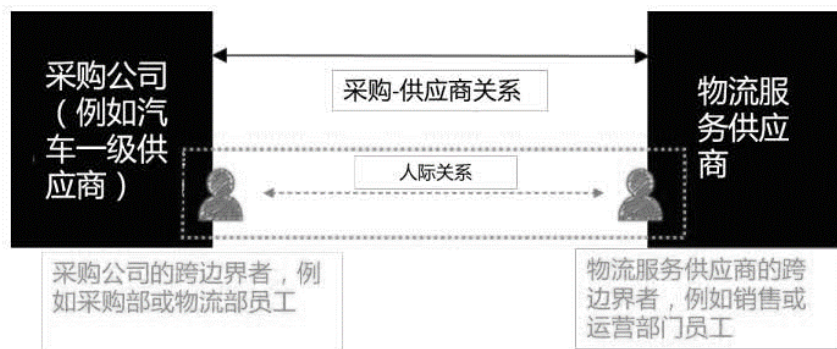 采购公司
（例如汽
车一级供
应商）
采购-供应商关系
物流服
务供应
商
人际关系
采购公司的跨边界者，例
如采购部或物流部员工
物流服务供应商的跨
边界者，例如销售或
运营部门员工